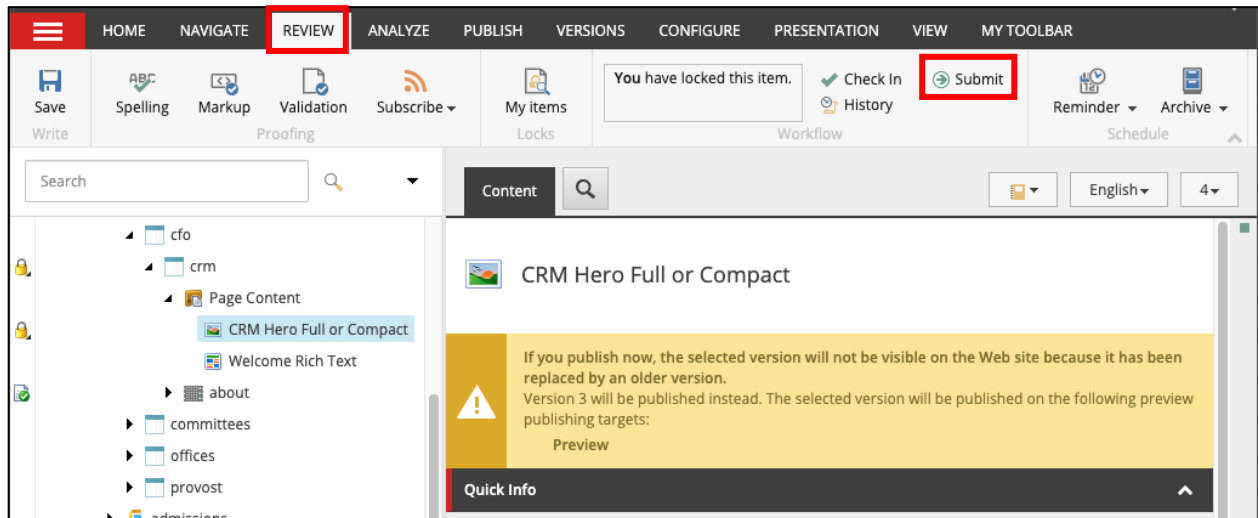 HOME NAVIGATE REVIEW ANALYZE PUBLISH VERSIONS CONFIGURE PRESENTATION VIEW MY TOOLBAR
Save
Write
ABC
Spelling Markup Validation Subscribe
Proofing
My items
Locks
You have locked this item.
Check In
History
Submit
Workflow
12
Reminder Archive
Schedule
Search
Content
English 4
cfo
crm
Page Content
CRM Hero Full or Compact
Welcome Rich Text
about
committees
offices
provost
admissions
CRM Hero Full or Compact
If you publish now, the selected version will not be visible on the Web site because it has been
replaced by an older version.
Version 3 will be published instead. The selected version will be published on the following preview
publishing targets:
Preview
Quick Info